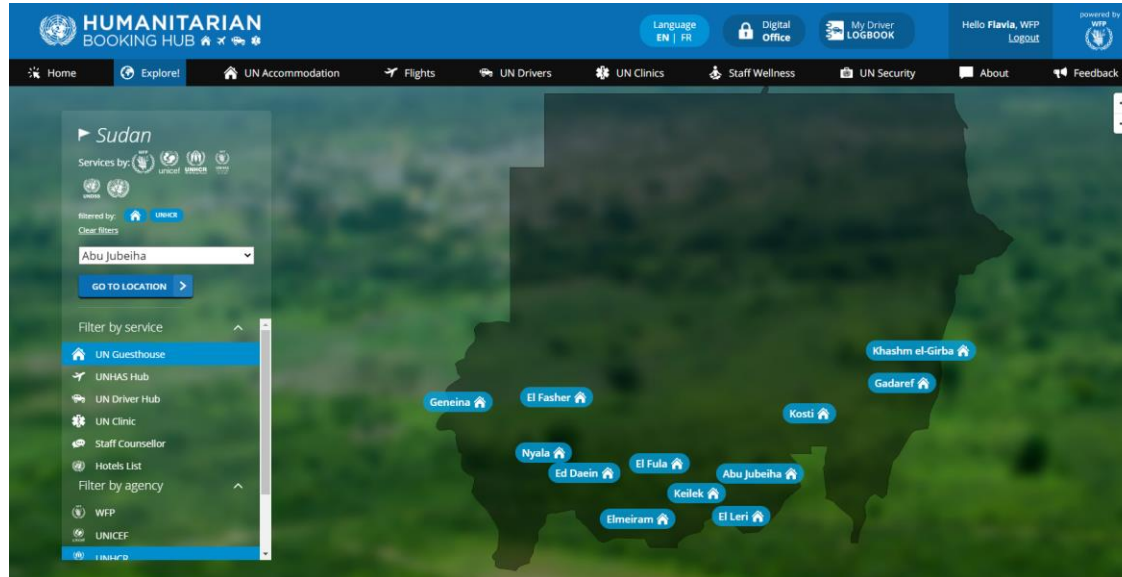 HUMANITARIAN
BOOKING HUB
Language
EN | FR
Digital
Office
My Driver
LOGBOOK
Hello Flavia, WFP
Logout
powered by
WFP
Home
Explore!
UN Accommodation
Flights
UN Drivers
UN Clinics
Staff Wellness
UN Security
About
Feedback
Sudan
Services by:
WFP
unicef
UNHCR
filtered by:
UNHCR
Clear filters
Abu Jubeiha
GO TO LOCATION
Filter by service
UN Guesthouse
UNHAS Hub
UN Driver Hub
UN Clinic
Staff Counsellor
Hotels List
Filter by agency
WFP
UNICEF
UNHCR
Khashm el-Girba
Gadaref
Geneina
El Fasher
Kosti
Nyala
Ed Daein
El Fula
Abu Jubeiha
Keilek
Elmeiram
El Leri